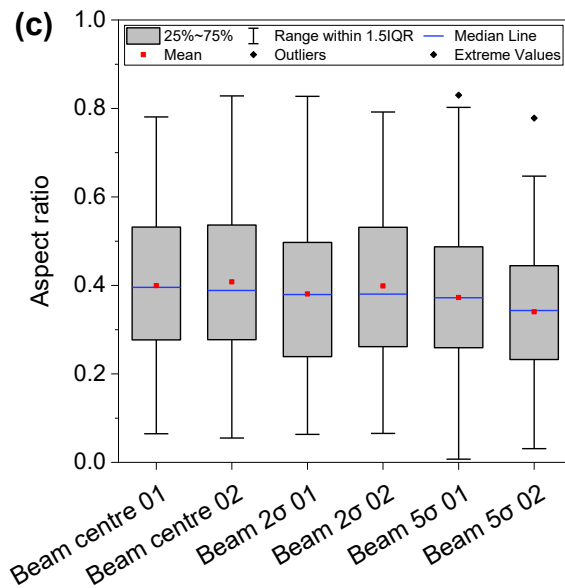 (c)
25%~75% Range within 1.5IQR Median Line
Mean Outliers Extreme Values
1.0
0.8
0.6
0.4
0.2
0.0
Aspect ratio
Beam centre 01
Beam centre 02
Beam 2σ 01
Beam 2σ 02
Beam 5σ 01
Beam 5σ 02